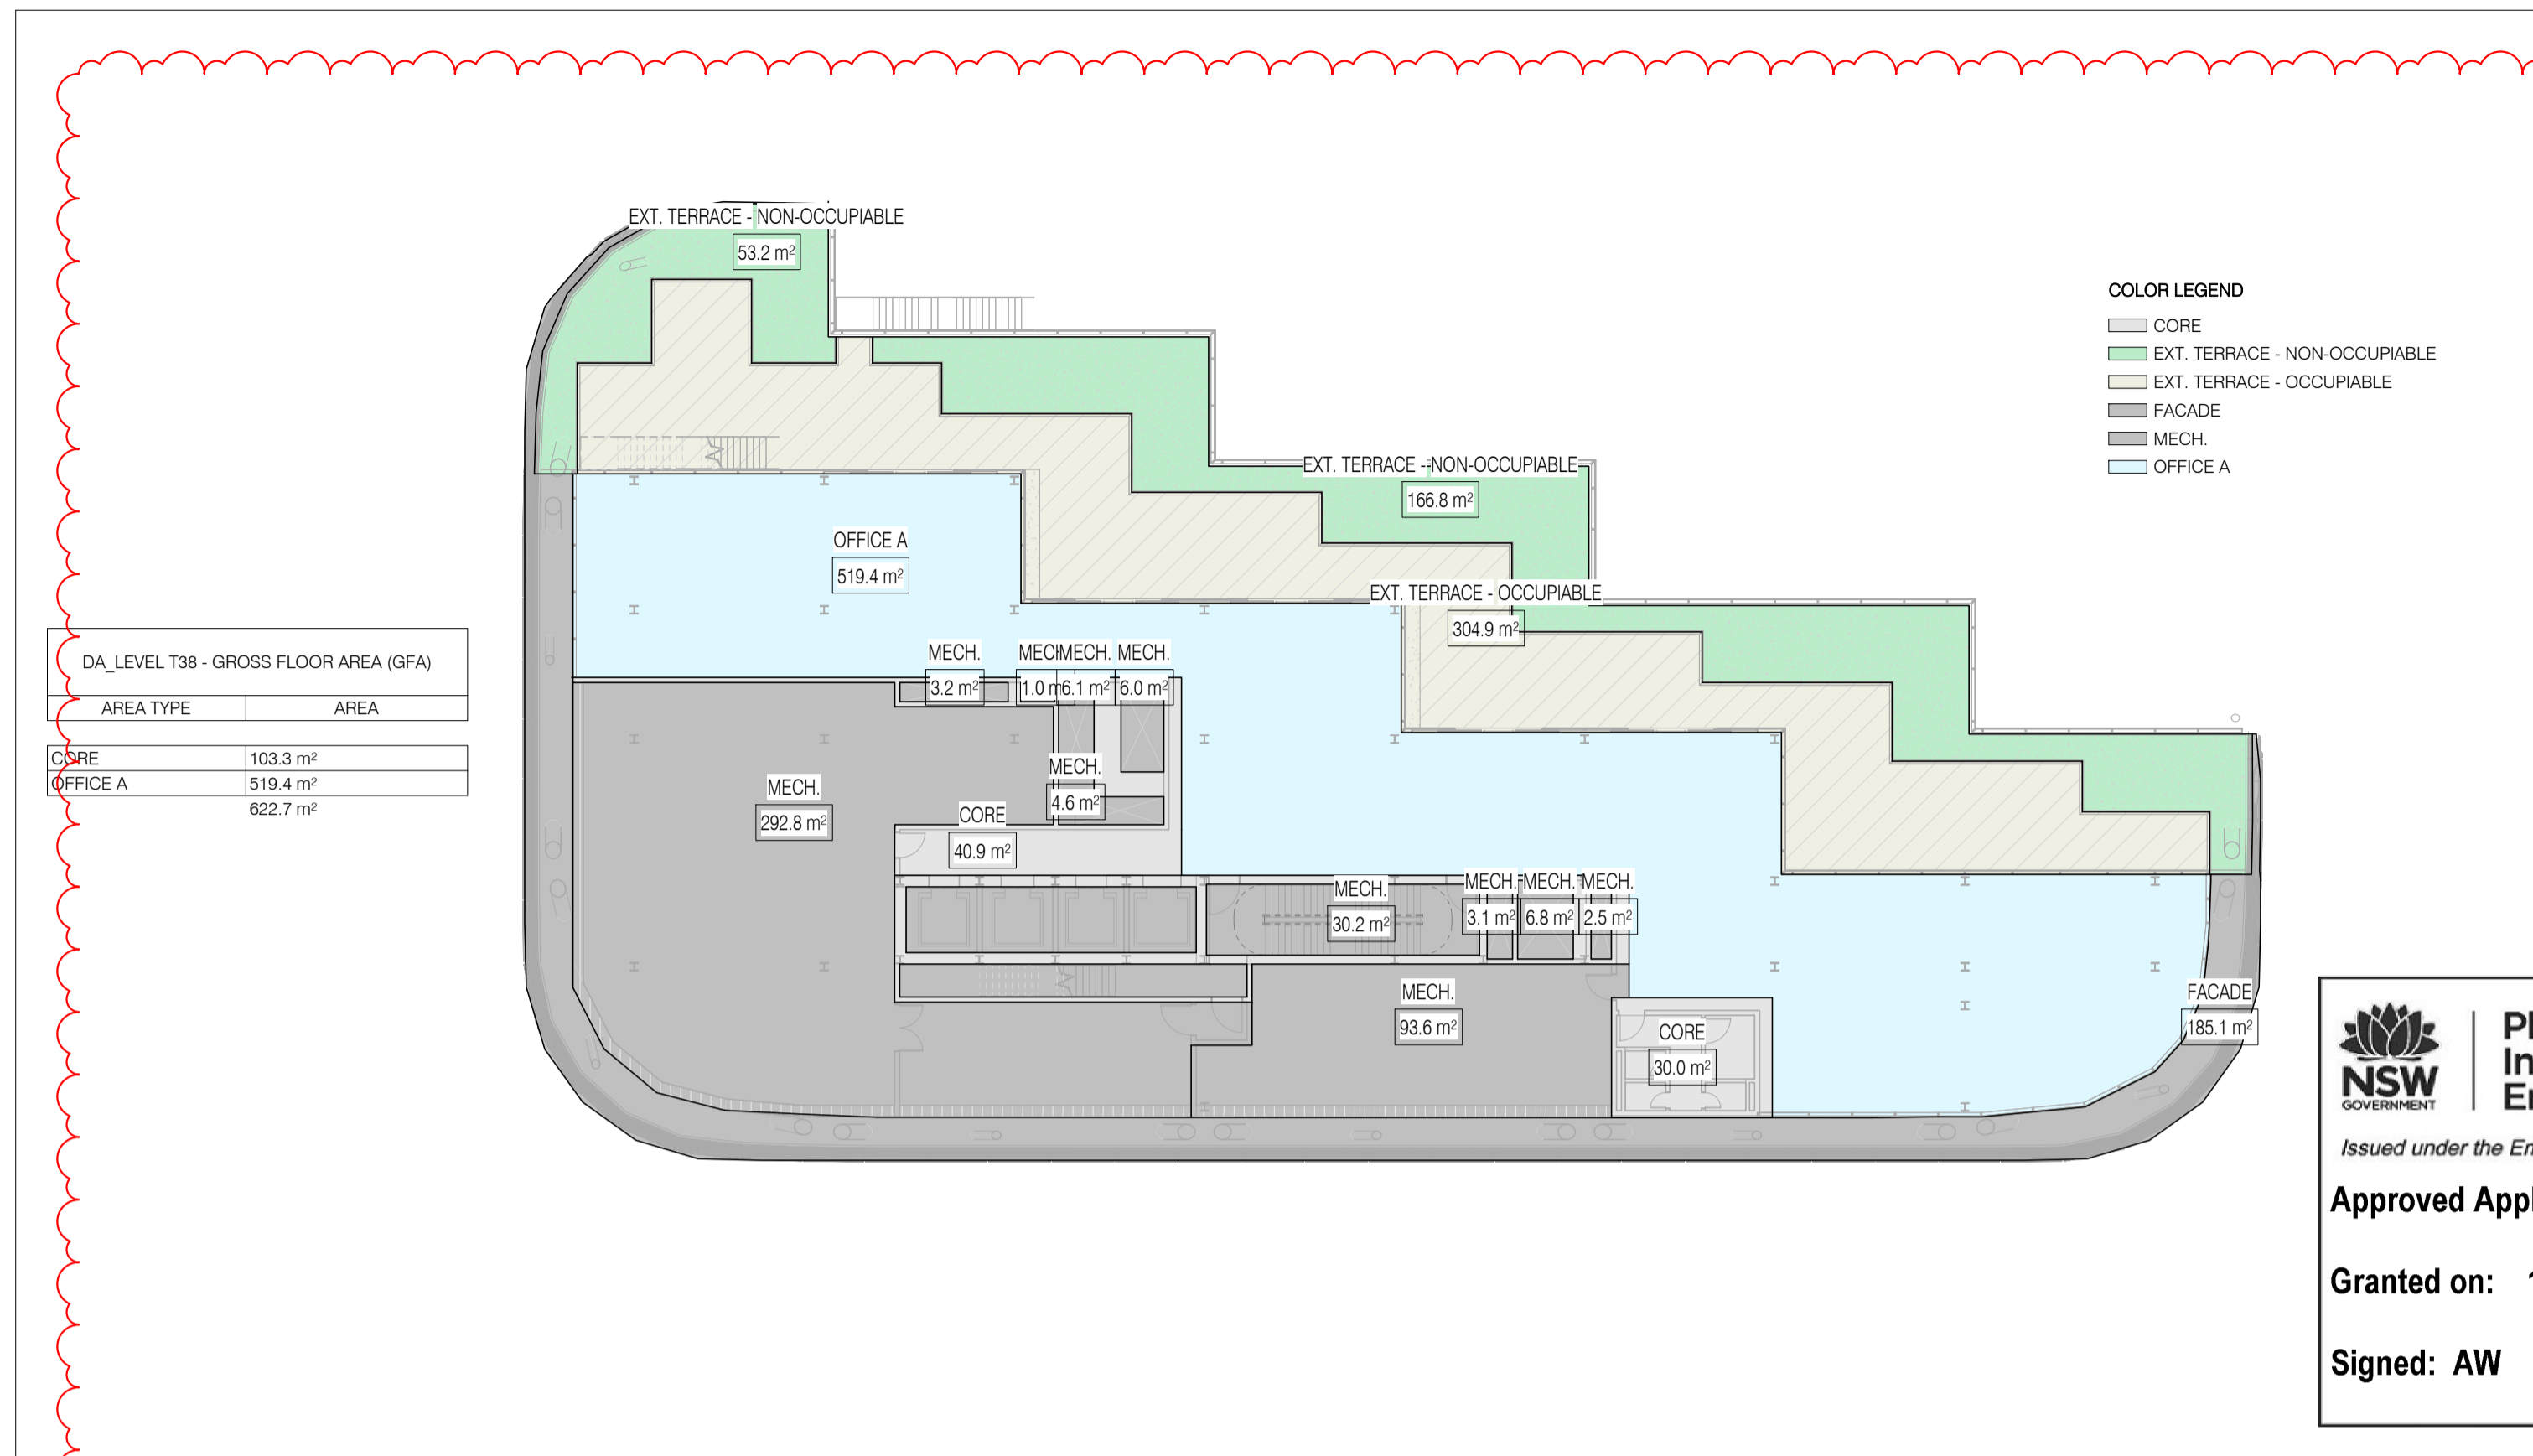 EXT. TERRACE - NON-OCCUPIABLE
53.2 m²
COLOR LEGEND
CORE
EXT. TERRACE - NON-OCCUPIABLE
EXT. TERRACE - OCCUPIABLE
FACADE
MECH.
OFFICE A
EXT. TERRACE - NON-OCCUPIABLE
166.8 m²
OFFICE A
519.4 m²
EXT. TERRACE - OCCUPIABLE
304.9 m²
DA_LEVEL T38 - GROSS FLOOR AREA (GFA)
AREA TYPE AREA
CORE 103.3 m²
OFFICE A 519.4 m²
622.7 m²
MECH. MECH. MECH.
3.2 m² 1.0 m 6.1 m² 6.0 m²
MECH.
4.6 m²
MECH.
292.8 m²
CORE
40.9 m²
MECH.
30.2 m²
MECH. MECH. MECH.
3.1 m² 6.8 m² 2.5 m²
MECH.
93.6 m²
CORE
30.0 m²
FACADE
185.1 m²
NSW
GOVERNMENT
Issued under the
Approved
Granted on:
Signed: AW